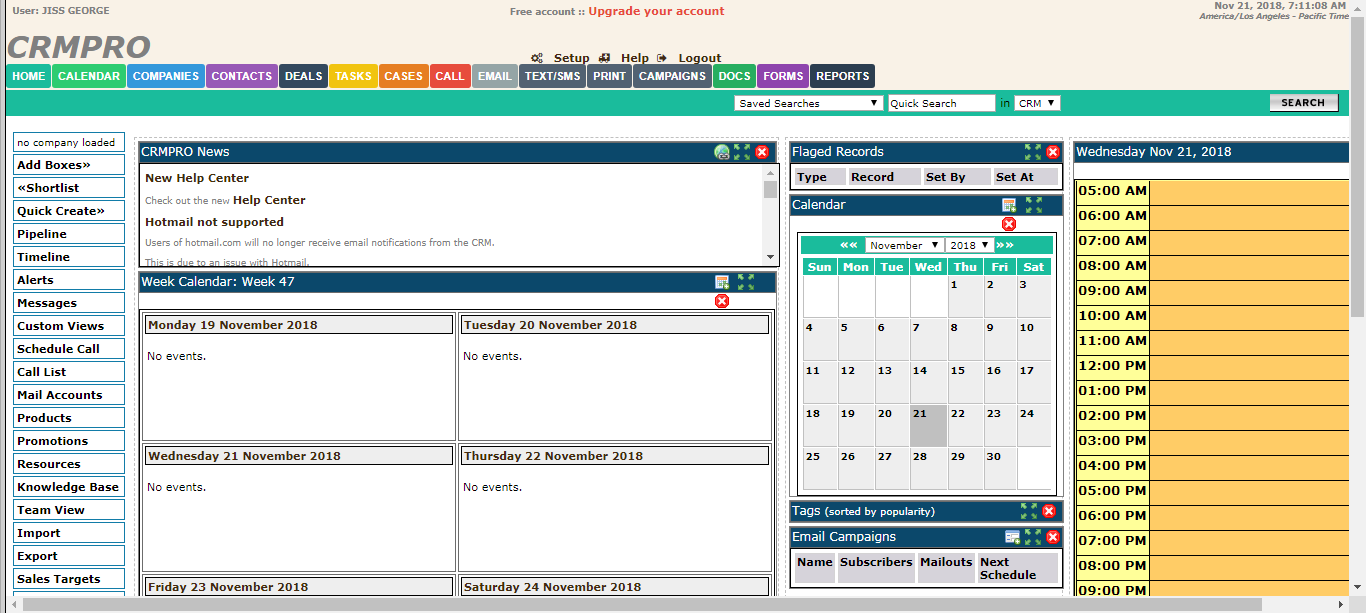 User: JISS GEORGE
Free account :: Upgrade your account
Nov 21, 2018, 7:11:08 AM
America/Los Angeles - Pacific Time
CRMPRO
Setup Help Logout
HOME CALENDAR COMPANIES CONTACTS DEALS TASKS CASES CALL EMAIL TEXT/SMS PRINT CAMPAIGNS DOCS FORMS REPORTS
Saved Searches Quick Search in CRM SEARCH
no company loaded
Add Boxes»
«Shortlist
Quick Create»
Pipeline
Timeline
Alerts
Messages
Custom Views
Schedule Call
Call List
Mail Accounts
Products
Promotions
Resources
Knowledge Base
Team View
Import
Export
Sales Targets
CRMPRO News
New Help Center
Check out the new Help Center
Hotmail not supported
Users of hotmail.com will no longer receive email notifications from the CRM.
This is due to an issue with Hotmail.
Week Calendar: Week 47
Monday 19 November 2018
No events.
Tuesday 20 November 2018
No events.
Wednesday 21 November 2018
No events.
Thursday 22 November 2018
No events.
Friday 23 November 2018
Saturday 24 November 2018
Flaged Records
Type Record Set By Set At
Calendar
«« November 2018 »»
Sun Mon Tue Wed Thu Fri Sat
1 2 3
4 5 6 7 8 9 10
11 12 13 14 15 16 17
18 19 20 21 22 23 24
25 26 27 28 29 30
Tags (sorted by popularity)
Email Campaigns
Name Subscribers Mailouts Next
Schedule
Wednesday Nov 21, 2018
05:00 AM
06:00 AM
07:00 AM
08:00 AM
09:00 AM
10:00 AM
11:00 AM
12:00 PM
01:00 PM
02:00 PM
03:00 PM
04:00 PM
05:00 PM
06:00 PM
07:00 PM
08:00 PM
09:00 PM